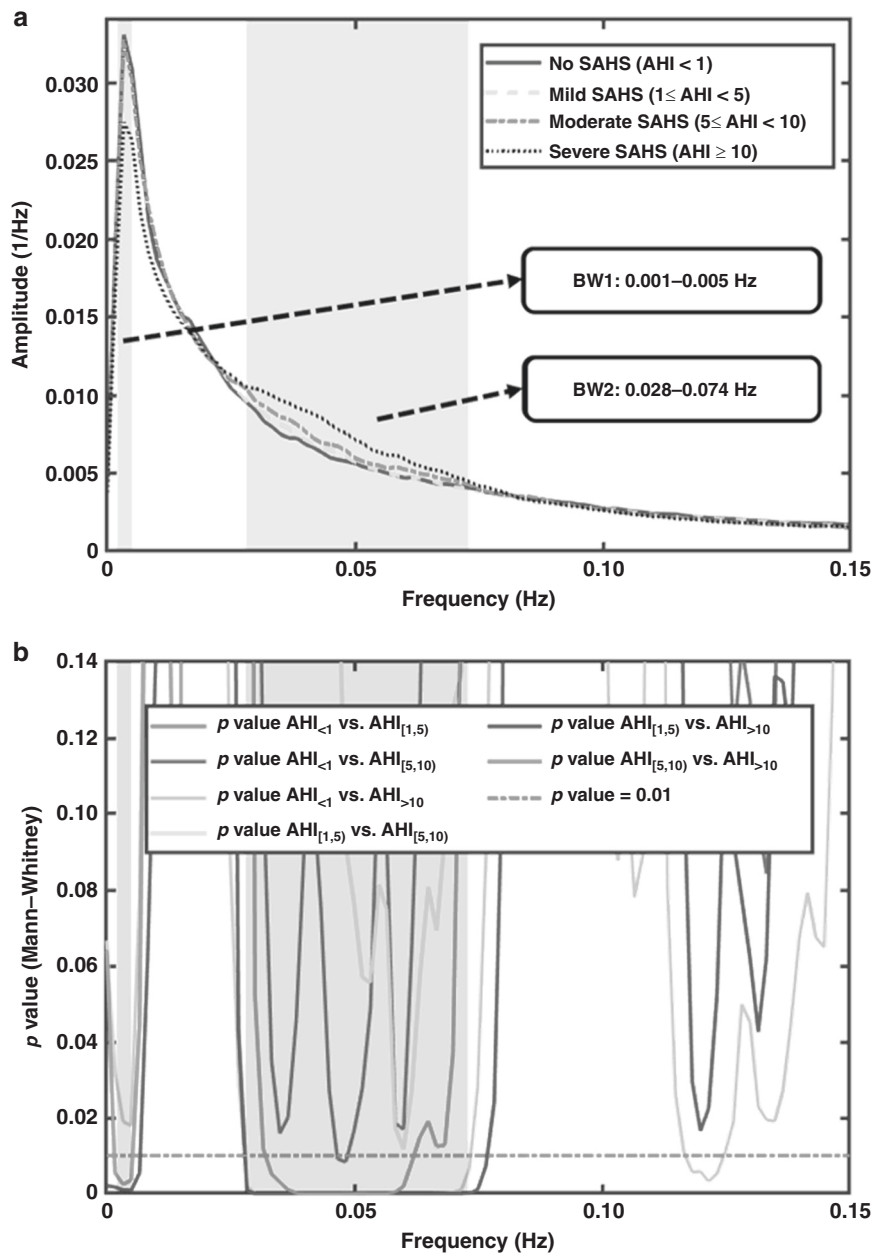 a
0.030
0.025
0.020
0.015
0.010
0.005
0
Amplitude (1/Hz)
No SAHS (AHI < 1)
Mild SAHS (1≤ AHI < 5)
Moderate SAHS (5≤ AHI < 10)
Severe SAHS (AHI ≥ 10)
BW1: 0.001–0.005 Hz
BW2: 0.028–0.074 Hz
0 0.05 0.10 0.15
Frequency (Hz)
b
0.14
0.12
0.10
0.08
0.06
0.04
0.02
0
p value (Mann–Whitney)
p value AHI<1 vs. AHI[1,5)
p value AHI<1 vs. AHI[5,10)
p value AHI<1 vs. AHI>10
p value AHI[1,5) vs. AHI[5,10)
p value AHI[1,5) vs. AHI>10
p value AHI[5,10) vs. AHI>10
p value = 0.01
0 0.05 0.10 0.15
Frequency (Hz)